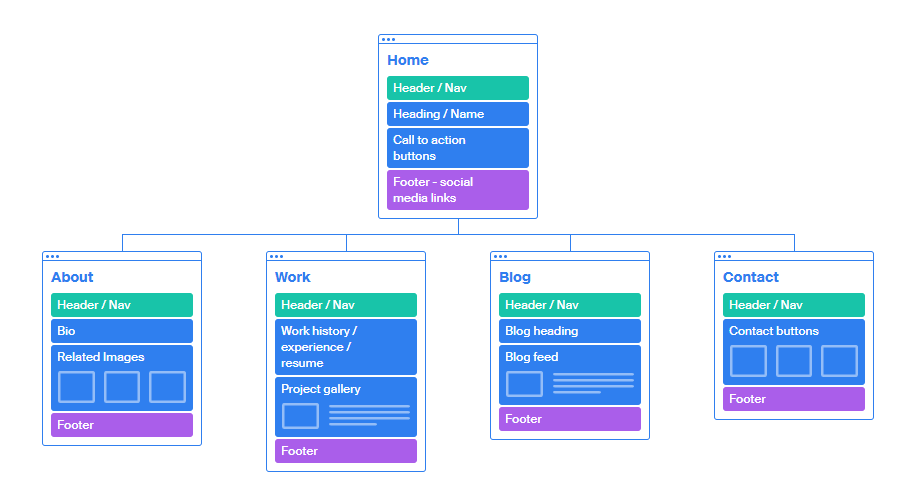 Home
Header / Nav
Heading / Name
Call to action
buttons
Footer - social
media links
About
Header / Nav
Bio
Related Images
Footer
Work
Header / Nav
Work history /
experience /
resume
Project gallery
Footer
Blog
Header / Nav
Blog heading
Blog feed
Footer
Contact
Header / Nav
Contact buttons
Footer